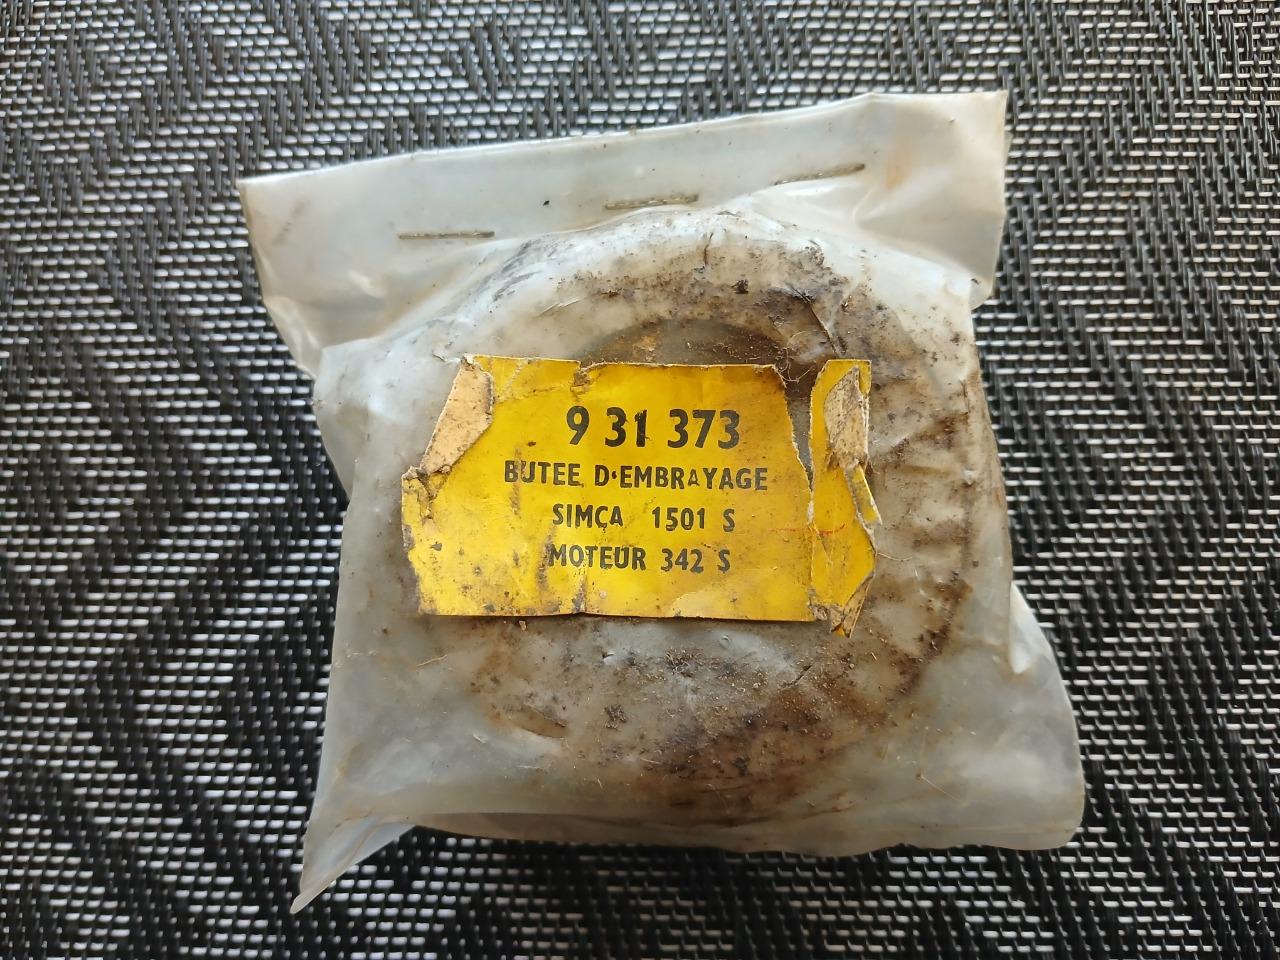 9 31 373
BUTEE D'EMBRAYAGE
SIMÇA 1501 S
MOTEUR 342 S